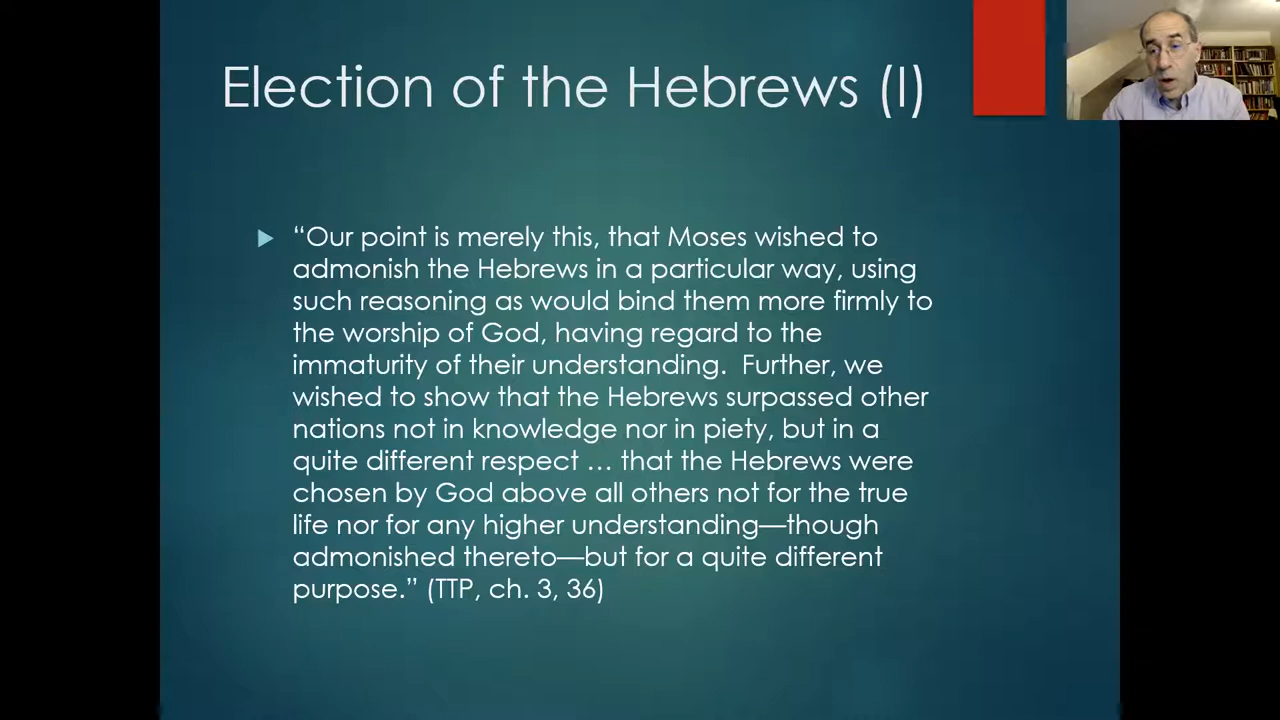 Election of the Hebrews (I)
“Our point is merely this, that Moses wished to
admonish the Hebrews in a particular way, using
such reasoning as would bind them more firmly to
the worship of God, having regard to the
immaturity of their understanding.  Further, we
wished to show that the Hebrews surpassed other
nations not in knowledge nor in piety, but in a
quite different respect … that the Hebrews were
chosen by God above all others not for the true
life nor for any higher understanding—though
admonished thereto—but for a quite different
purpose.” (TTP, ch. 3, 36)